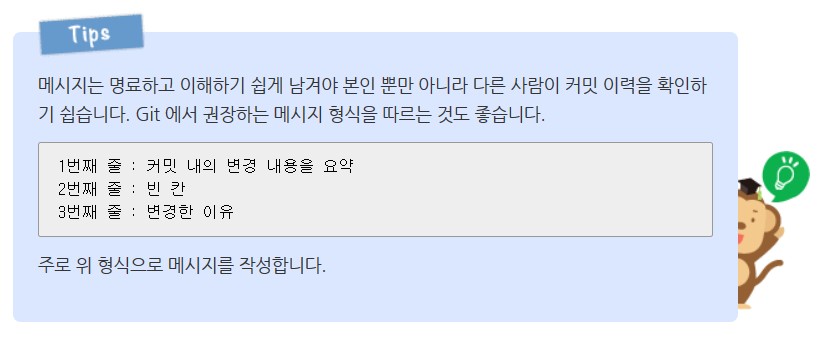 Tips
메시지는 명료하고 이해하기 쉽게 남겨야 본인 뿐만 아니라 다른 사람이 커밋 이력을 확인하
기 쉽습니다. Git 에서 권장하는 메시지 형식을 따르는 것도 좋습니다.
1번째 줄 : 커밋 내의 변경 내용을 요약
2번째 줄 : 빈 칸
3번째 줄 : 변경한 이유
주로 위 형식으로 메시지를 작성합니다.